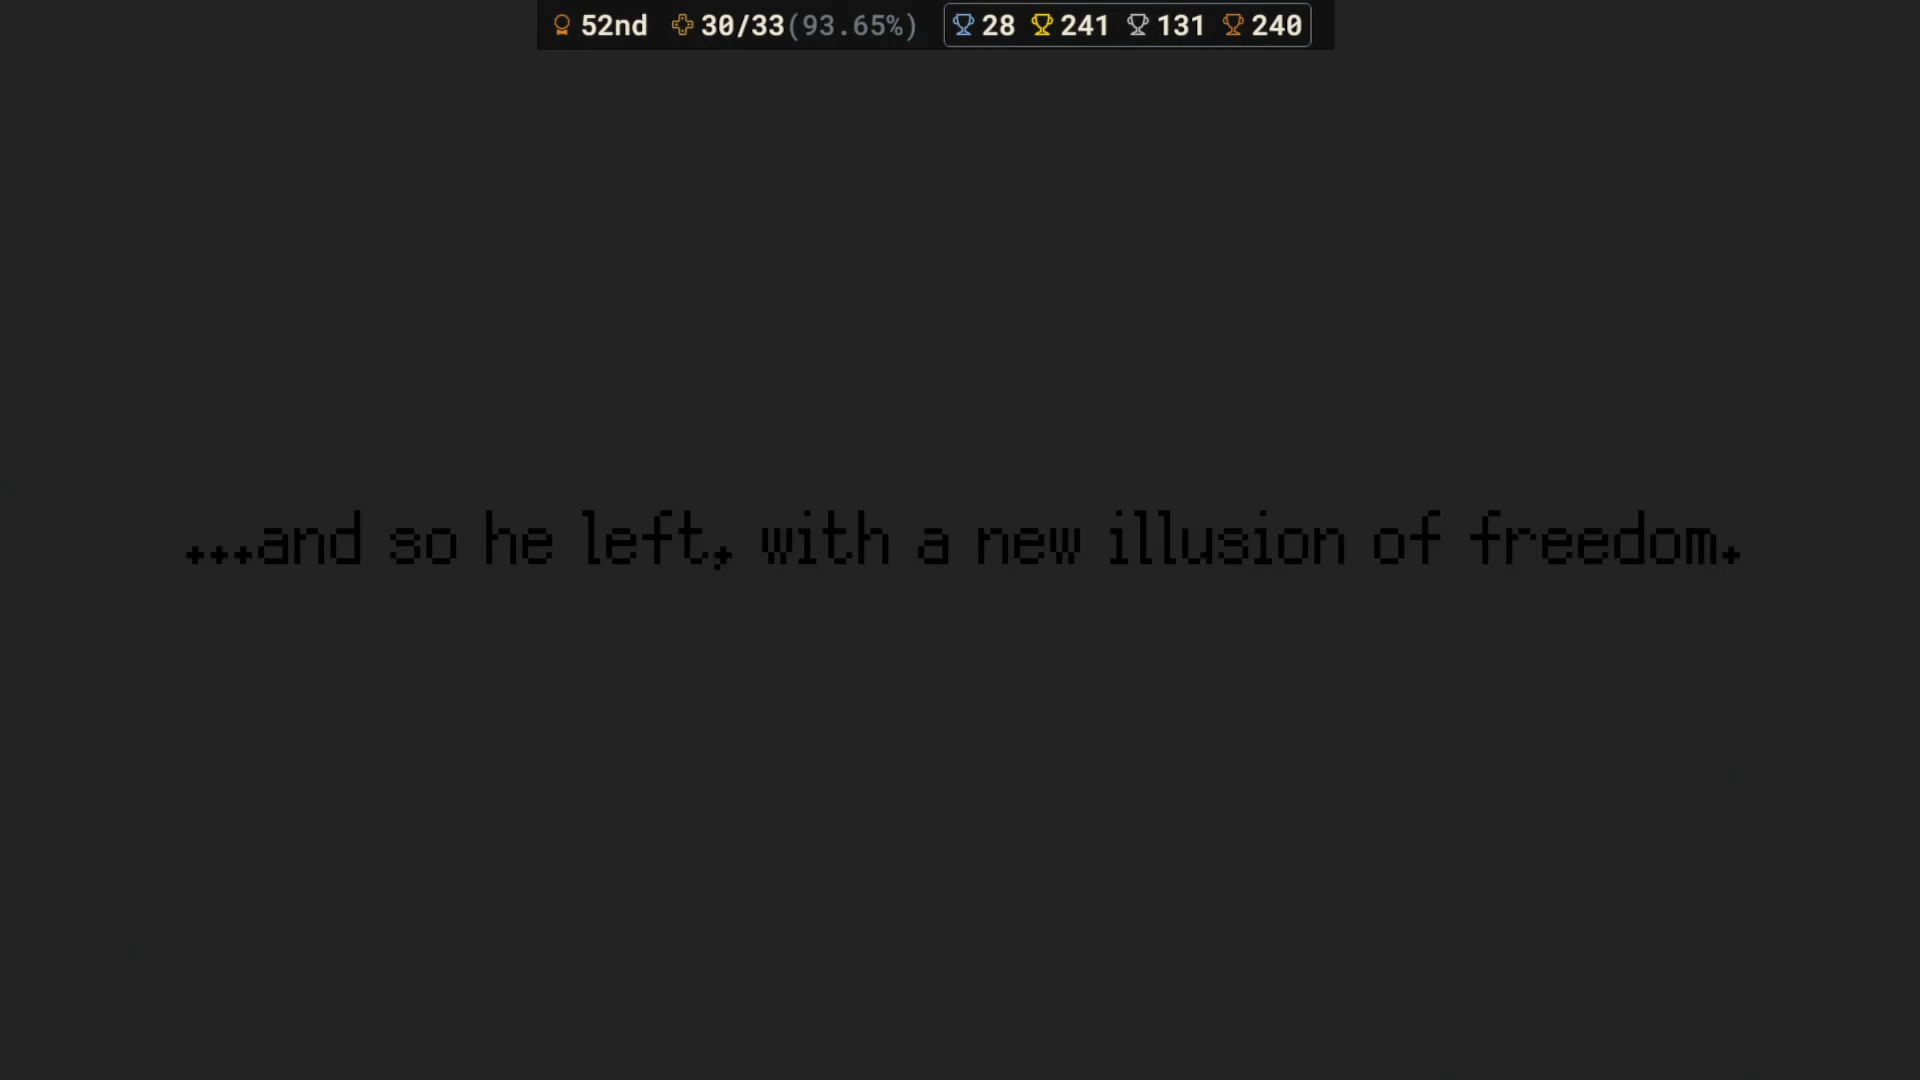 52nd 30/33(93.65%) 28 241 131 240
...and so he left, with a new illusion of freedom.